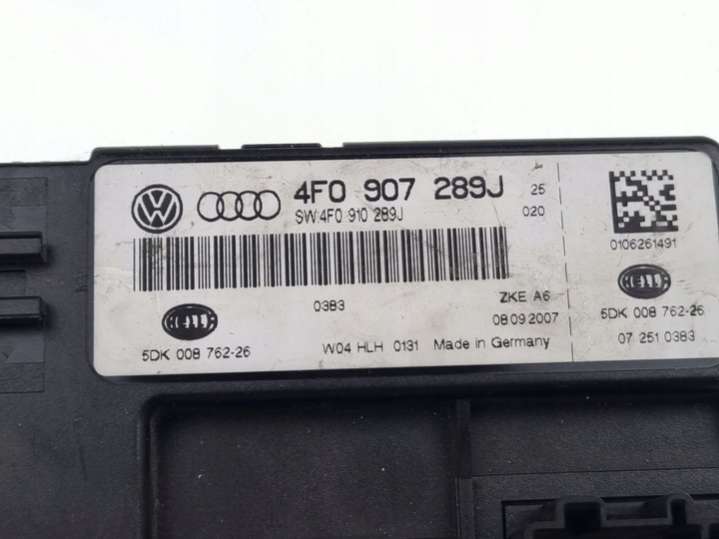 4F0 907 289J 25
SW:4F0 910 289J 020
0106261491
0383 ZKE A6
08.09.2007
HELLA
5DK 008 762-26
W04 HLH 0131 Made in Germany
HELLA
5DK 008 762-26
07 251 0383